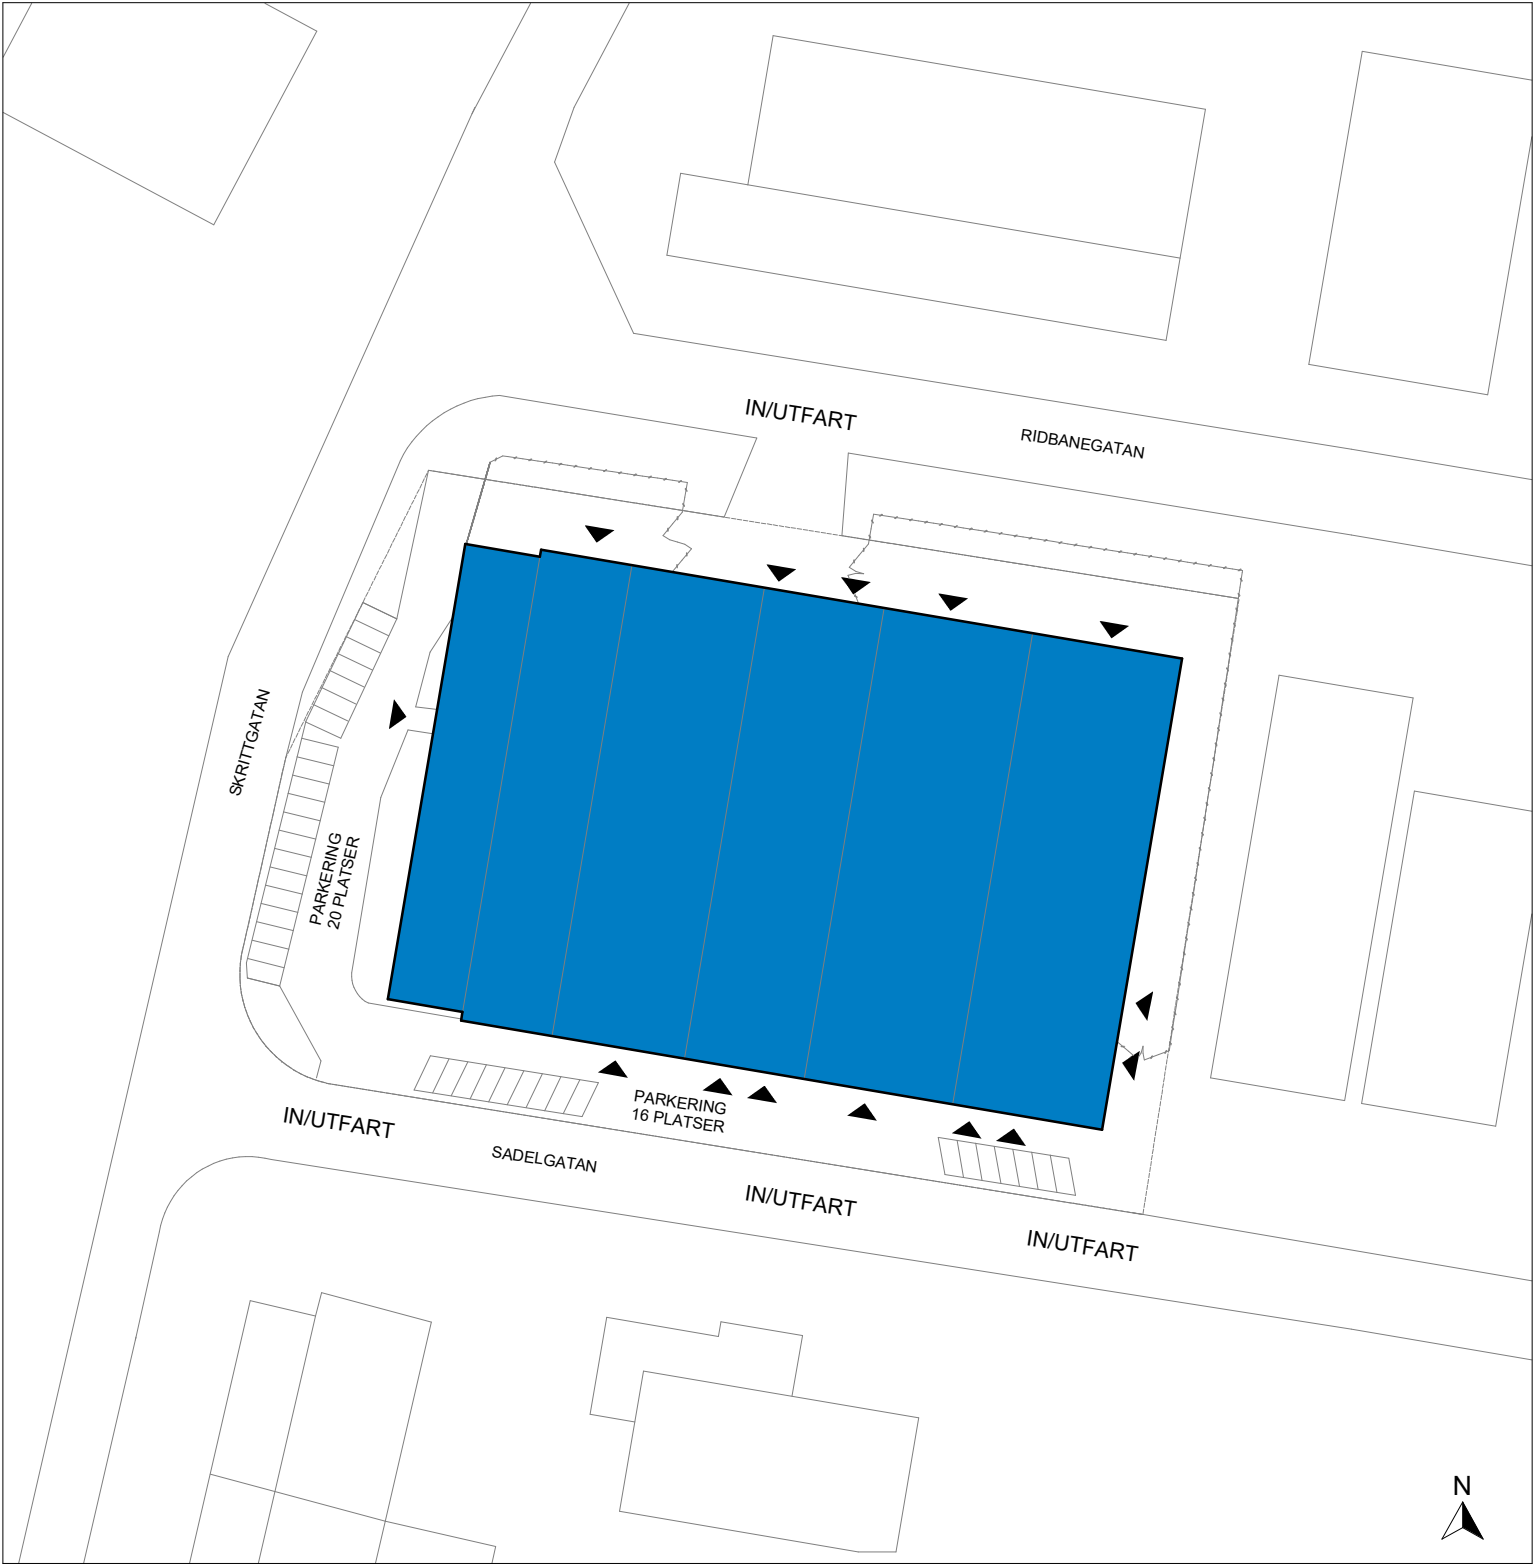 IN/UTFART
RIDBANEGATAN
SKRITTGATAN
PARKERING
20 PLATSER
PARKERING
16 PLATSER
IN/UTFART
SADELGATAN
IN/UTFART
IN/UTFART
N